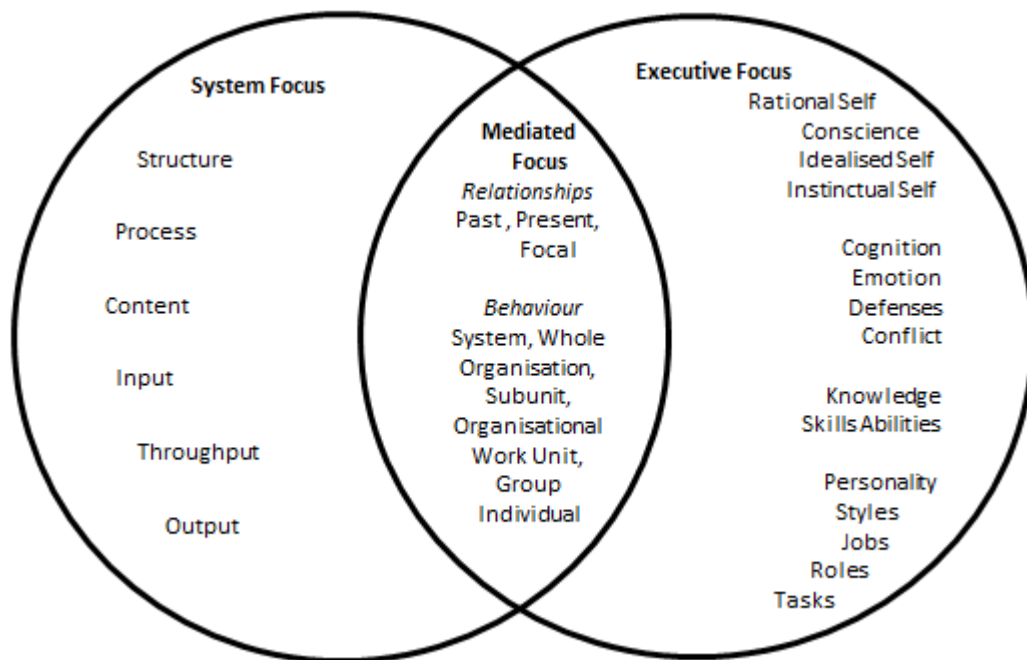 System Focus
Structure
Process
Content
Input
Throughput
Output
Mediated
Focus
Relationships
Past , Present,
Focal
Behaviour
System, Whole
Organisation,
Subunit,
Organisational
Work Unit,
Group
Individual
Executive Focus
Rational Self
Conscience
Idealised Self
Instinctual Self
Cognition
Emotion
Defenses
Conflict
Knowledge
Skills Abilities
Personality
Styles
Jobs
Roles
Tasks